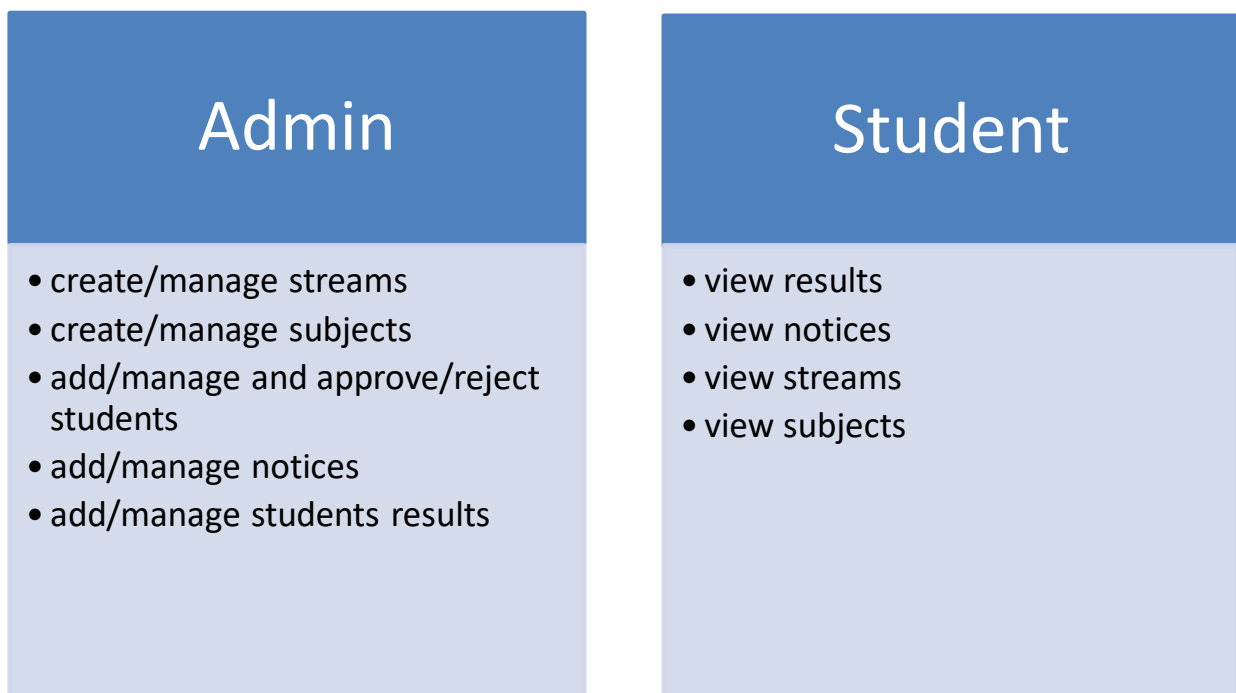 Admin
• create/manage streams
• create/manage subjects
• add/manage and approve/reject
students
• add/manage notices
• add/manage students results
Student
• view results
• view notices
• view streams
• view subjects